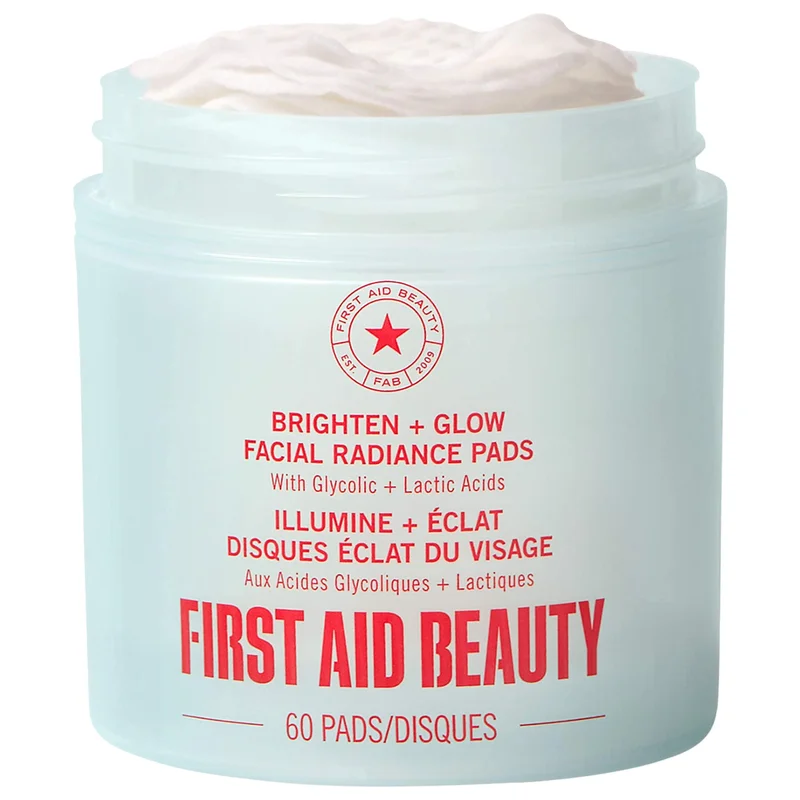 FIRST AID BEAUTY
EST. FAB 2009
BRIGHTEN + GLOW
FACIAL RADIANCE PADS
With Glycolic + Lactic Acids
ILLUMINE + ÉCLAT
DISQUES ÉCLAT DU VISAGE
Aux Acides Glycoliques + Lactiques
FIRST AID BEAUTY
60 PADS/DISQUES